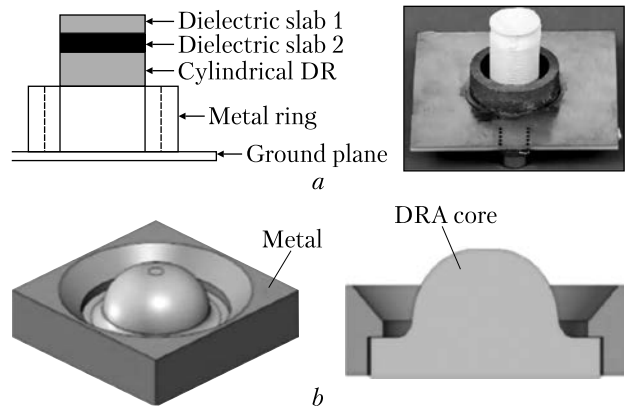 Dielectric slab 1
Dielectric slab 2
Cylindrical DR
Metal ring
Ground plane
a
Metal
DRA core
b